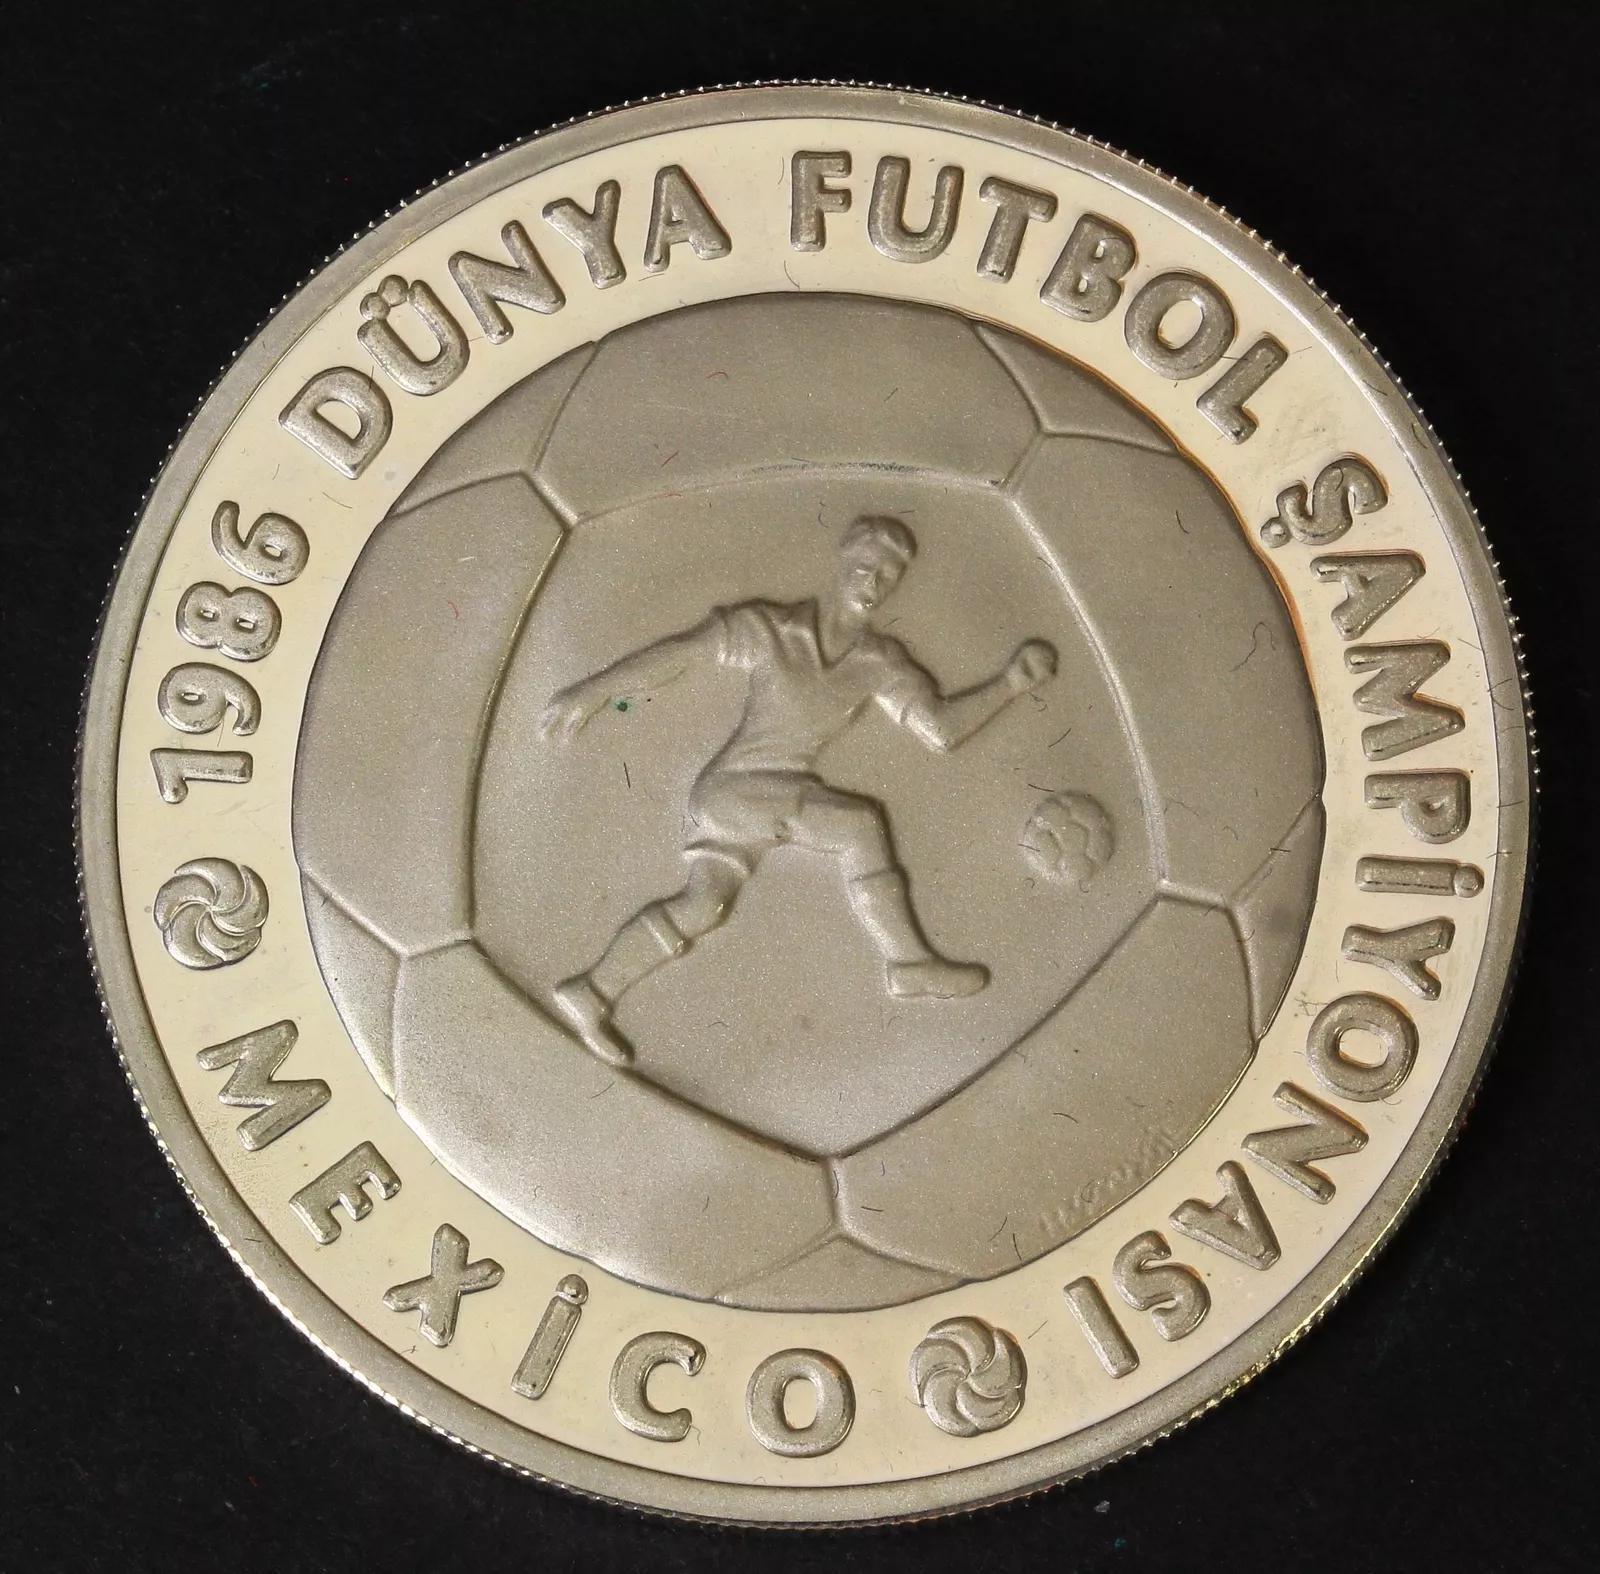 1986 DÜNYA FUTBOL ŞAMPİYONASI
MEXİCO